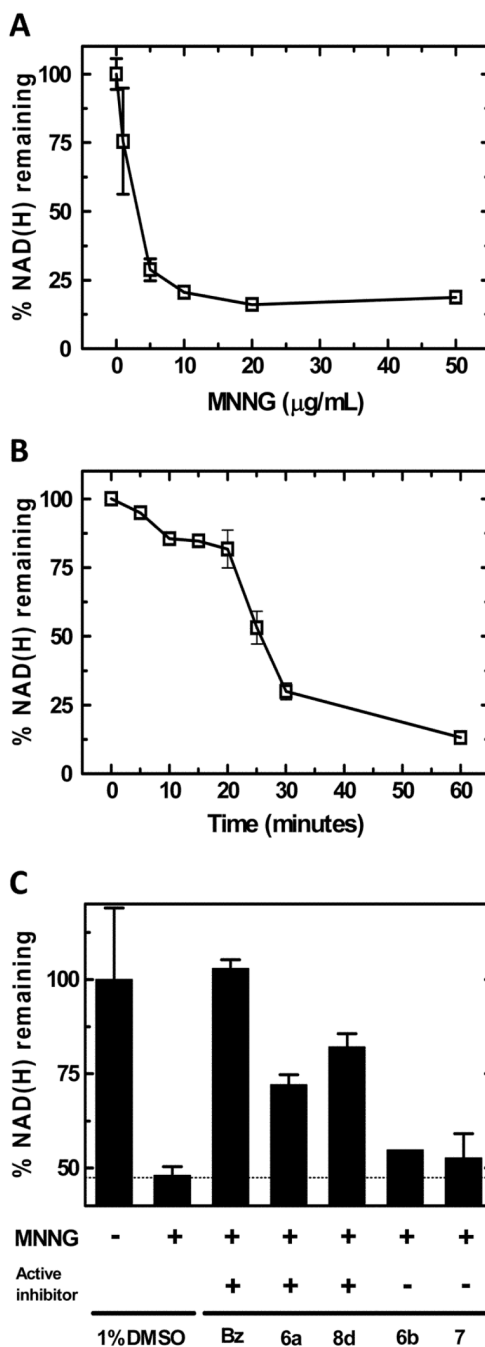 A
% NAD(H) remaining
100
75
50
25
0
0 10 20 30 40 50
MNNG (μg/mL)
B
% NAD(H) remaining
100
75
50
25
0
0 10 20 30 40 50 60
Time (minutes)
C
% NAD(H) remaining
100
75
50
MNNG - + + + + + +
Active
inhibitor + + + - -
1%DMSO Bz 6a 8d 6b 7